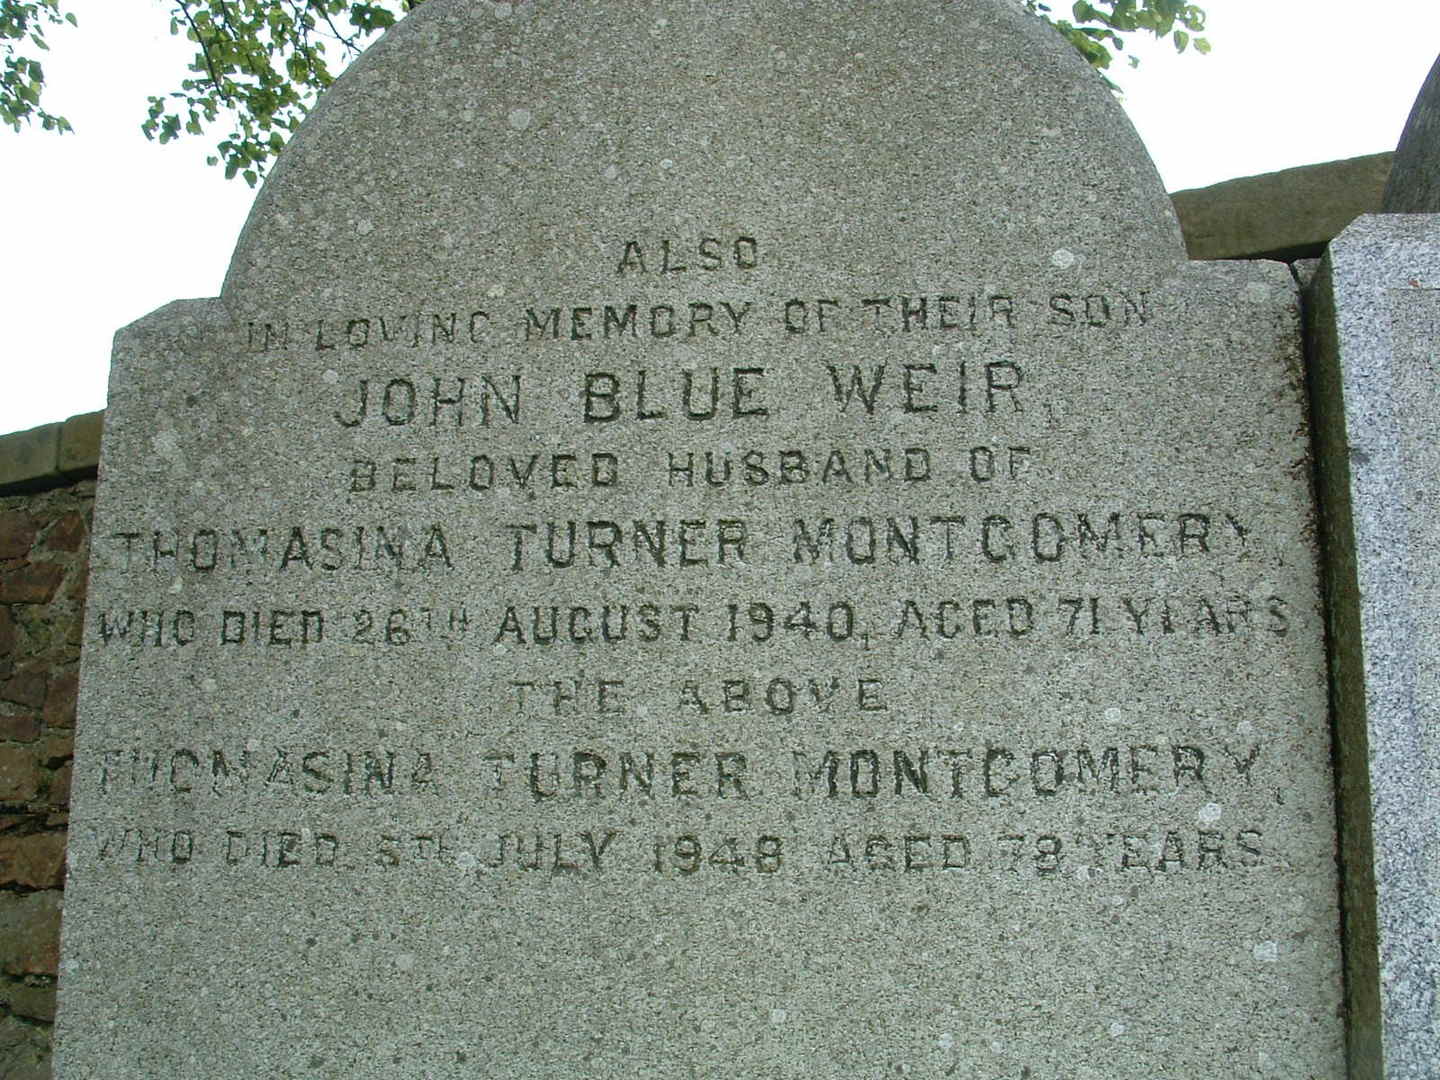 ALSO
IN LOVING MEMORY OF THEIR SON
JOHN BLUE WEIR,
BELOVED HUSBAND OF
THOMASINA TURNER MONTGOMERY,
WHO DIED 26TH AUGUST 1940, AGED 71 YEARS.
THE ABOVE
THOMASINA TURNER MONTGOMERY,
WHO DIED 5TH JULY 1948 AGED 78 YEARS.